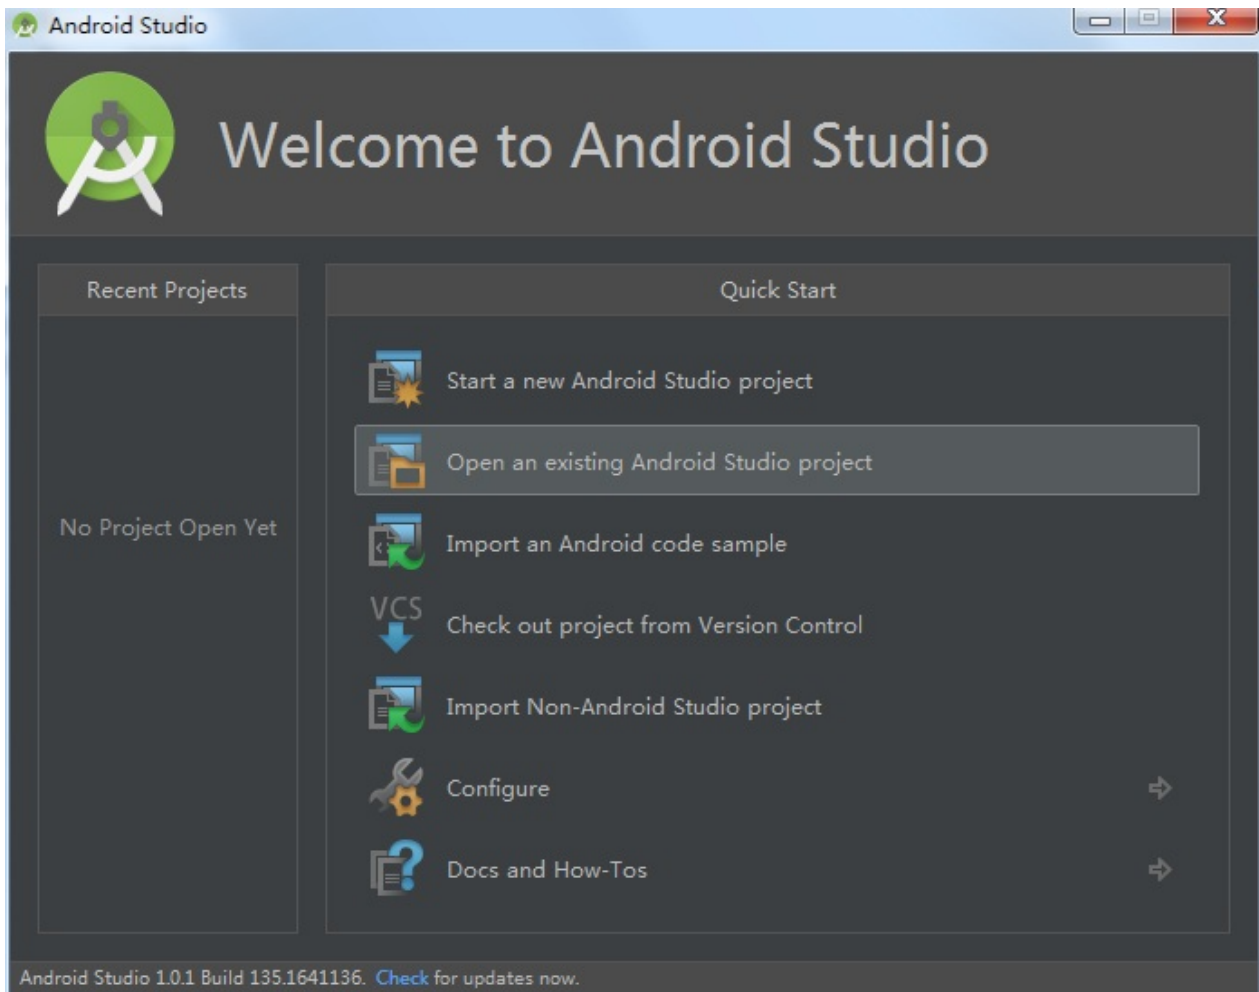 Android Studio
Welcome to Android Studio
Recent Projects
No Project Open Yet
Quick Start
Start a new Android Studio project
Open an existing Android Studio project
Import an Android code sample
VCS
Check out project from Version Control
Import Non-Android Studio project
Configure
Docs and How-Tos
Android Studio 1.0.1 Build 135.1641136. Check for updates now.